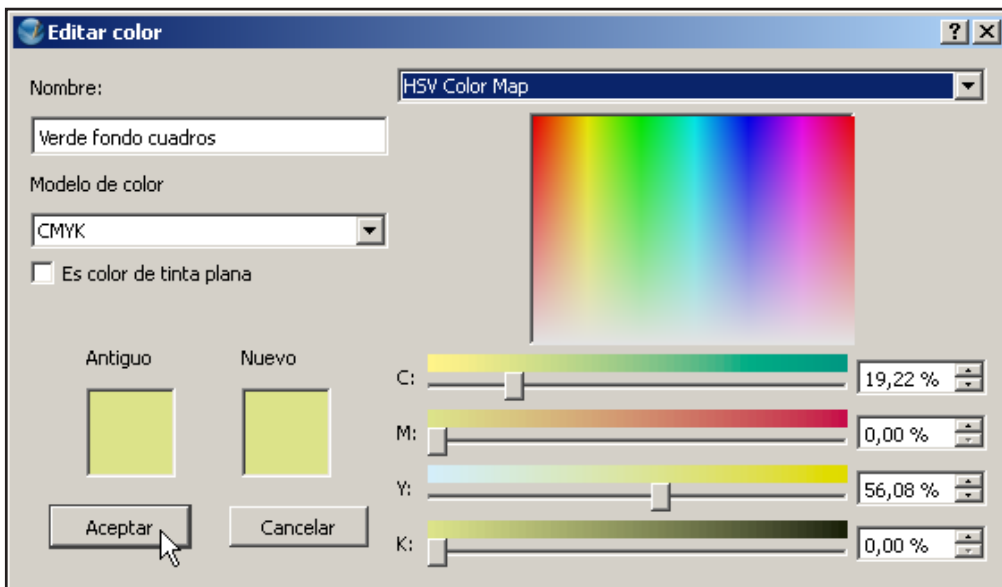 Editar color
Nombre:
HSV Color Map
Verde fondo cuadros
Modelo de color
CMYK
Es color de tinta plana
Antiguo Nuevo
C: 19,22 %
M: 0,00 %
Y: 56,08 %
K: 0,00 %
Aceptar Cancelar